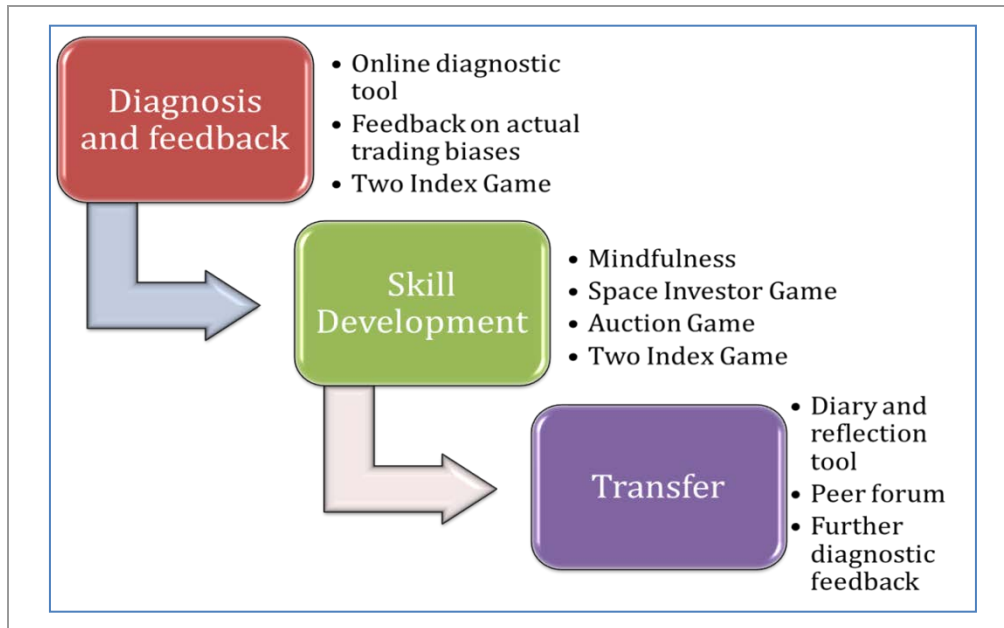 Diagnosis
and feedback
• Online diagnostic
tool
• Feedback on actual
trading biases
• Two Index Game
Skill
Development
• Mindfulness
• Space Investor Game
• Auction Game
• Two Index Game
Transfer
• Diary and
reflection
tool
• Peer forum
• Further
diagnostic
feedback